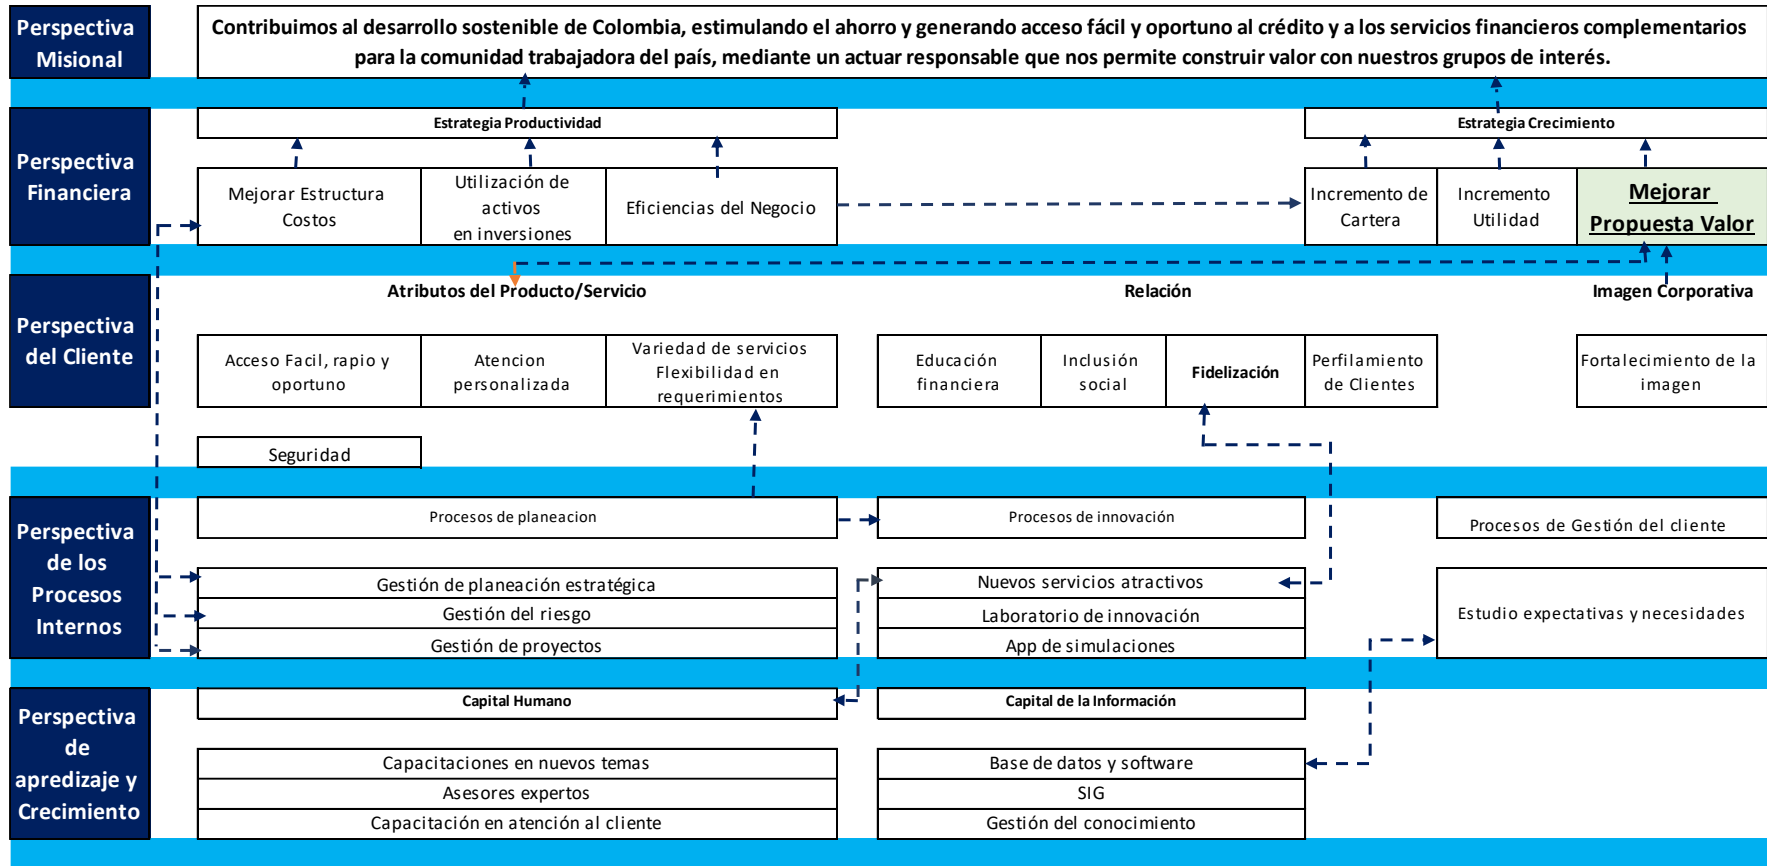 Perspectiva
Misional
Contribuimos al desarrollo sostenible de Colombia, estimulando el ahorro y generando acceso fácil y oportuno al crédito y a los servicios financieros complementarios
para la comunidad trabajadora del país, mediante un actuar responsable que nos permite construir valor con nuestros grupos de interés.
Perspectiva
Financiera
Estrategia Productividad
Estrategia Crecimiento
Mejorar Estructura
Costos
Utilización de
activos
en inversiones
Eficiencias del Negocio
Incremento de
Cartera
Incremento
Utilidad
Mejorar
Propuesta Valor
Perspectiva
del Cliente
Atributos del Producto/Servicio
Relación
Imagen Corporativa
Acceso Facil, rapio y
oportuno
Atencion
personalizada
Variedad de servicios
Flexibilidad en
requerimientos
Educación
financiera
Inclusión
social
Fidelización
Perfilamiento
de Clientes
Fortalecimiento de la
imagen
Seguridad
Perspectiva
de los
Procesos
Internos
Procesos de planeacion
Procesos de innovación
Procesos de Gestión del cliente
Gestión de planeación estratégica
Gestión del riesgo
Gestión de proyectos
Nuevos servicios atractivos
Laboratorio de innovación
App de simulaciones
Estudio expectativas y necesidades
Perspectiva
de
apredizaje y
Crecimiento
Capital Humano
Capital de la Información
Capacitaciones en nuevos temas
Asesores expertos
Capacitación en atención al cliente
Base de datos y software
SIG
Gestión del conocimiento